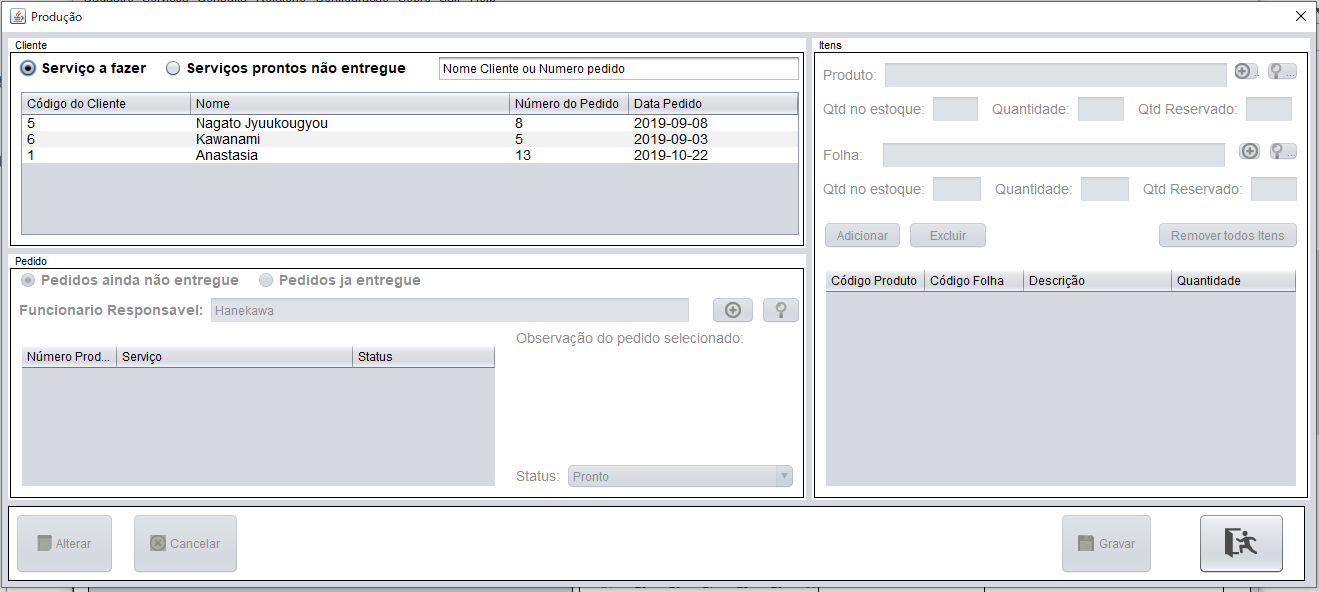 Produção
Cliente
Serviço a fazer Serviços prontos não entregue Nome Cliente ou Numero pedido
Código do Cliente Nome Número do Pedido Data Pedido
5 Nagato Jyuukougyou 8 2019-09-08
6 Kawanami 5 2019-09-03
1 Anastasia 13 2019-10-22
Pedido
Pedidos ainda não entregue Pedidos ja entregue
Funcionario Responsavel: Hanekawa
Observação do pedido selecionado:
Número Prod... Serviço Status
Status: Pronto
Itens
Produto: ... ...
Qtd no estoque: Quantidade: Qtd Reservado:
Folha: ...
Qtd no estoque: Quantidade: Qtd Reservado:
Adicionar Excluir Remover todos Itens
Código Produto Código Folha Descrição Quantidade
Alterar Cancelar Gravar